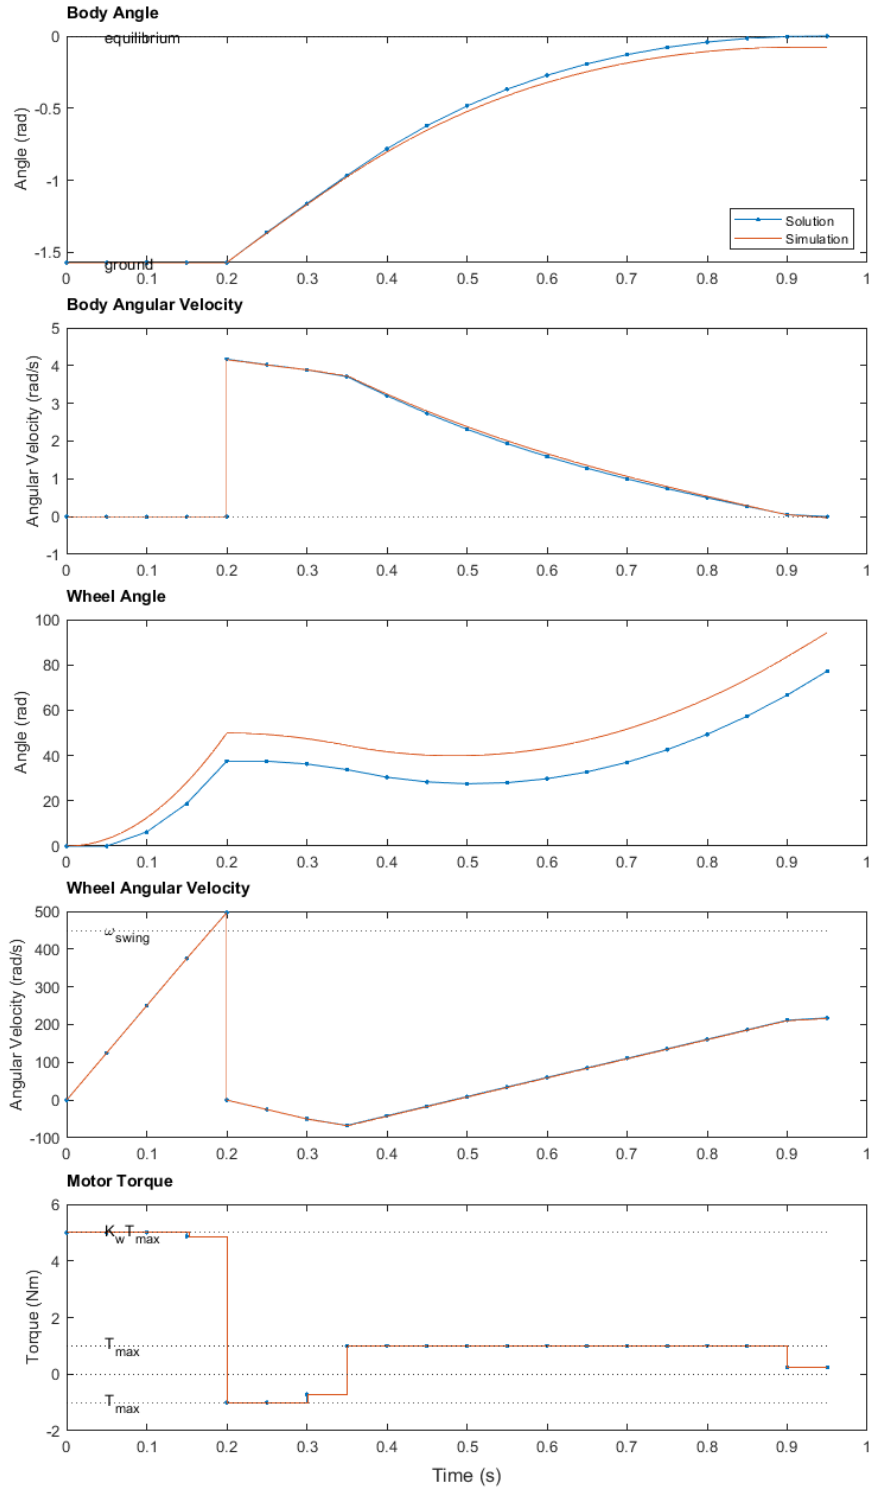 Body Angle
0
equilibrium
-0.5
-1
-1.5
ground
Angle (rad)
Solution
Simulation
0 0.1 0.2 0.3 0.4 0.5 0.6 0.7 0.8 0.9 1
Body Angular Velocity
5
4
3
2
1
0
-1
Angular Velocity (rad/s)
0 0.1 0.2 0.3 0.4 0.5 0.6 0.7 0.8 0.9 1
Wheel Angle
100
80
60
40
20
0
Angle (rad)
0 0.1 0.2 0.3 0.4 0.5 0.6 0.7 0.8 0.9 1
Wheel Angular Velocity
500
ωswing
400
300
200
100
0
-100
Angular Velocity (rad/s)
0 0.1 0.2 0.3 0.4 0.5 0.6 0.7 0.8 0.9 1
Motor Torque
6
KwTmax
4
2
Tmax
0
Tmax
-2
Torque (Nm)
0 0.1 0.2 0.3 0.4 0.5 0.6 0.7 0.8 0.9 1
Time (s)